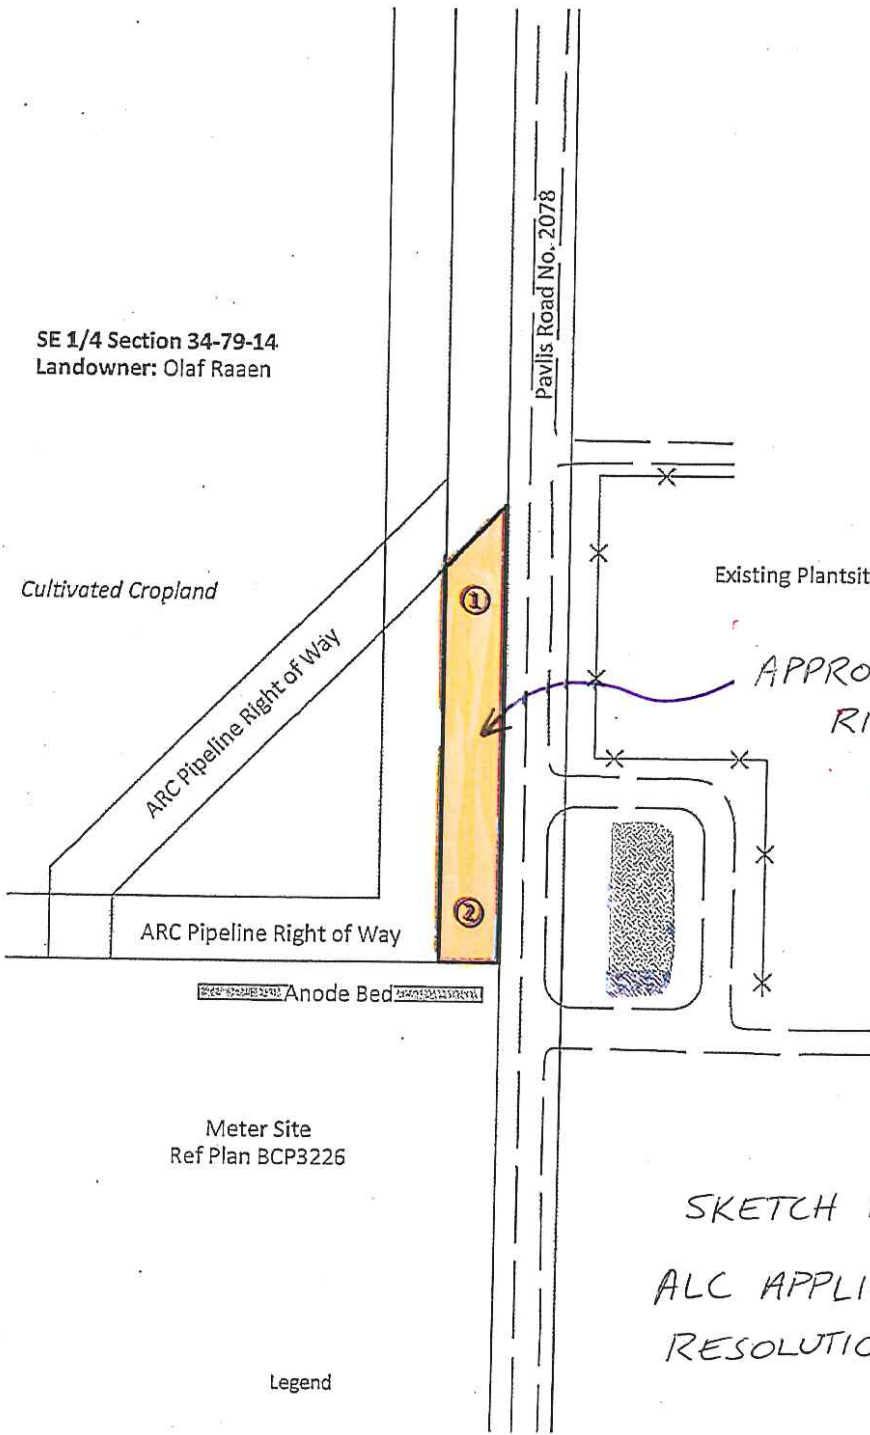 Pavlis Road No. 2078
SE 1/4 Section 34-79-14
Landowner: Olaf Raaen
Cultivated Cropland
ARC Pipeline Right of Way
①
Existing Plantsit
APPRO
RI
②
ARC Pipeline Right of Way
Anode Bed
Meter Site
Ref Plan BCP3226
SKETCH
ALC APPLI
RESOLUTIO
Legend